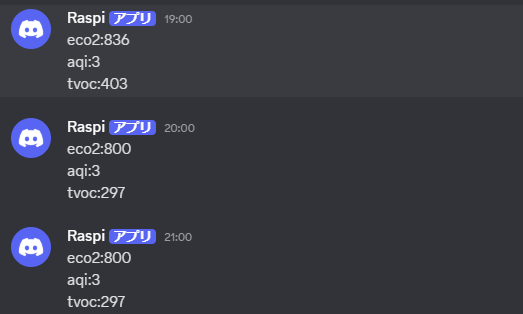 Raspi アプリ 19:00
eco2:836
aqi:3
tvoc:403
Raspi アプリ 20:00
eco2:800
aqi:3
tvoc:297
Raspi アプリ 21:00
eco2:800
aqi:3
tvoc:297